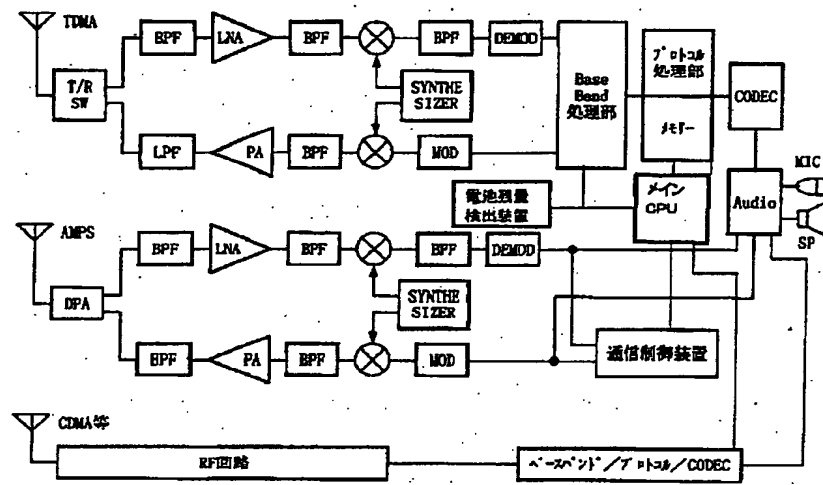 TDMA
BPF
LNA
BPF
BPF
DEMOD
T/R
SW
SYNTHE
SIZER
LPF
PA
BPF
MOD
Base
Band
処理部
プロトコル
処理部
メモリー
CODEC
MIC
Audio
SP
電池残量
検出装置
メイン
CPU
AMPS
BPF
LNA
BPF
BPF
DEMOD
DPA
SYNTHE
SIZER
BPF
PA
BPF
MOD
通信制御装置
CDMA等
RF回路
ベースバンド/プロトコル/CODEC